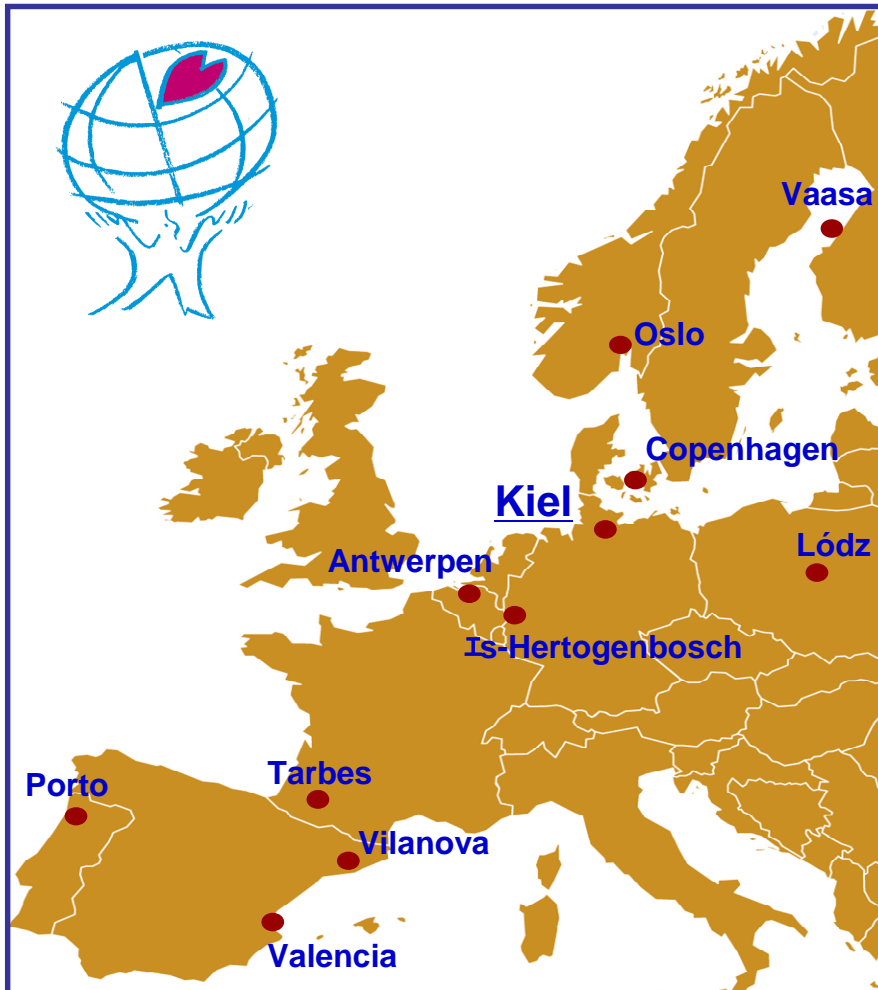 Vaasa
Oslo
Copenhagen
Kiel
Lódz
Antwerpen
Is-Hertogenbosch
Tarbes
Porto
Vilanova
Valencia